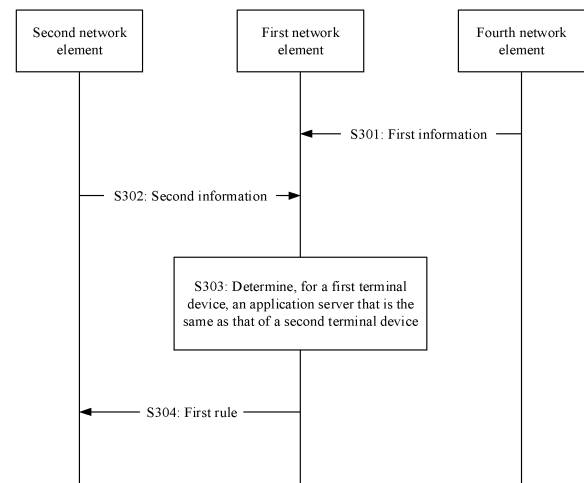 Second network
element
First network
element
Fourth network
element
S301: First information
S302: Second information
S303: Determine, for a first terminal
device, an application server that is the
same as that of a second terminal device
S304: First rule